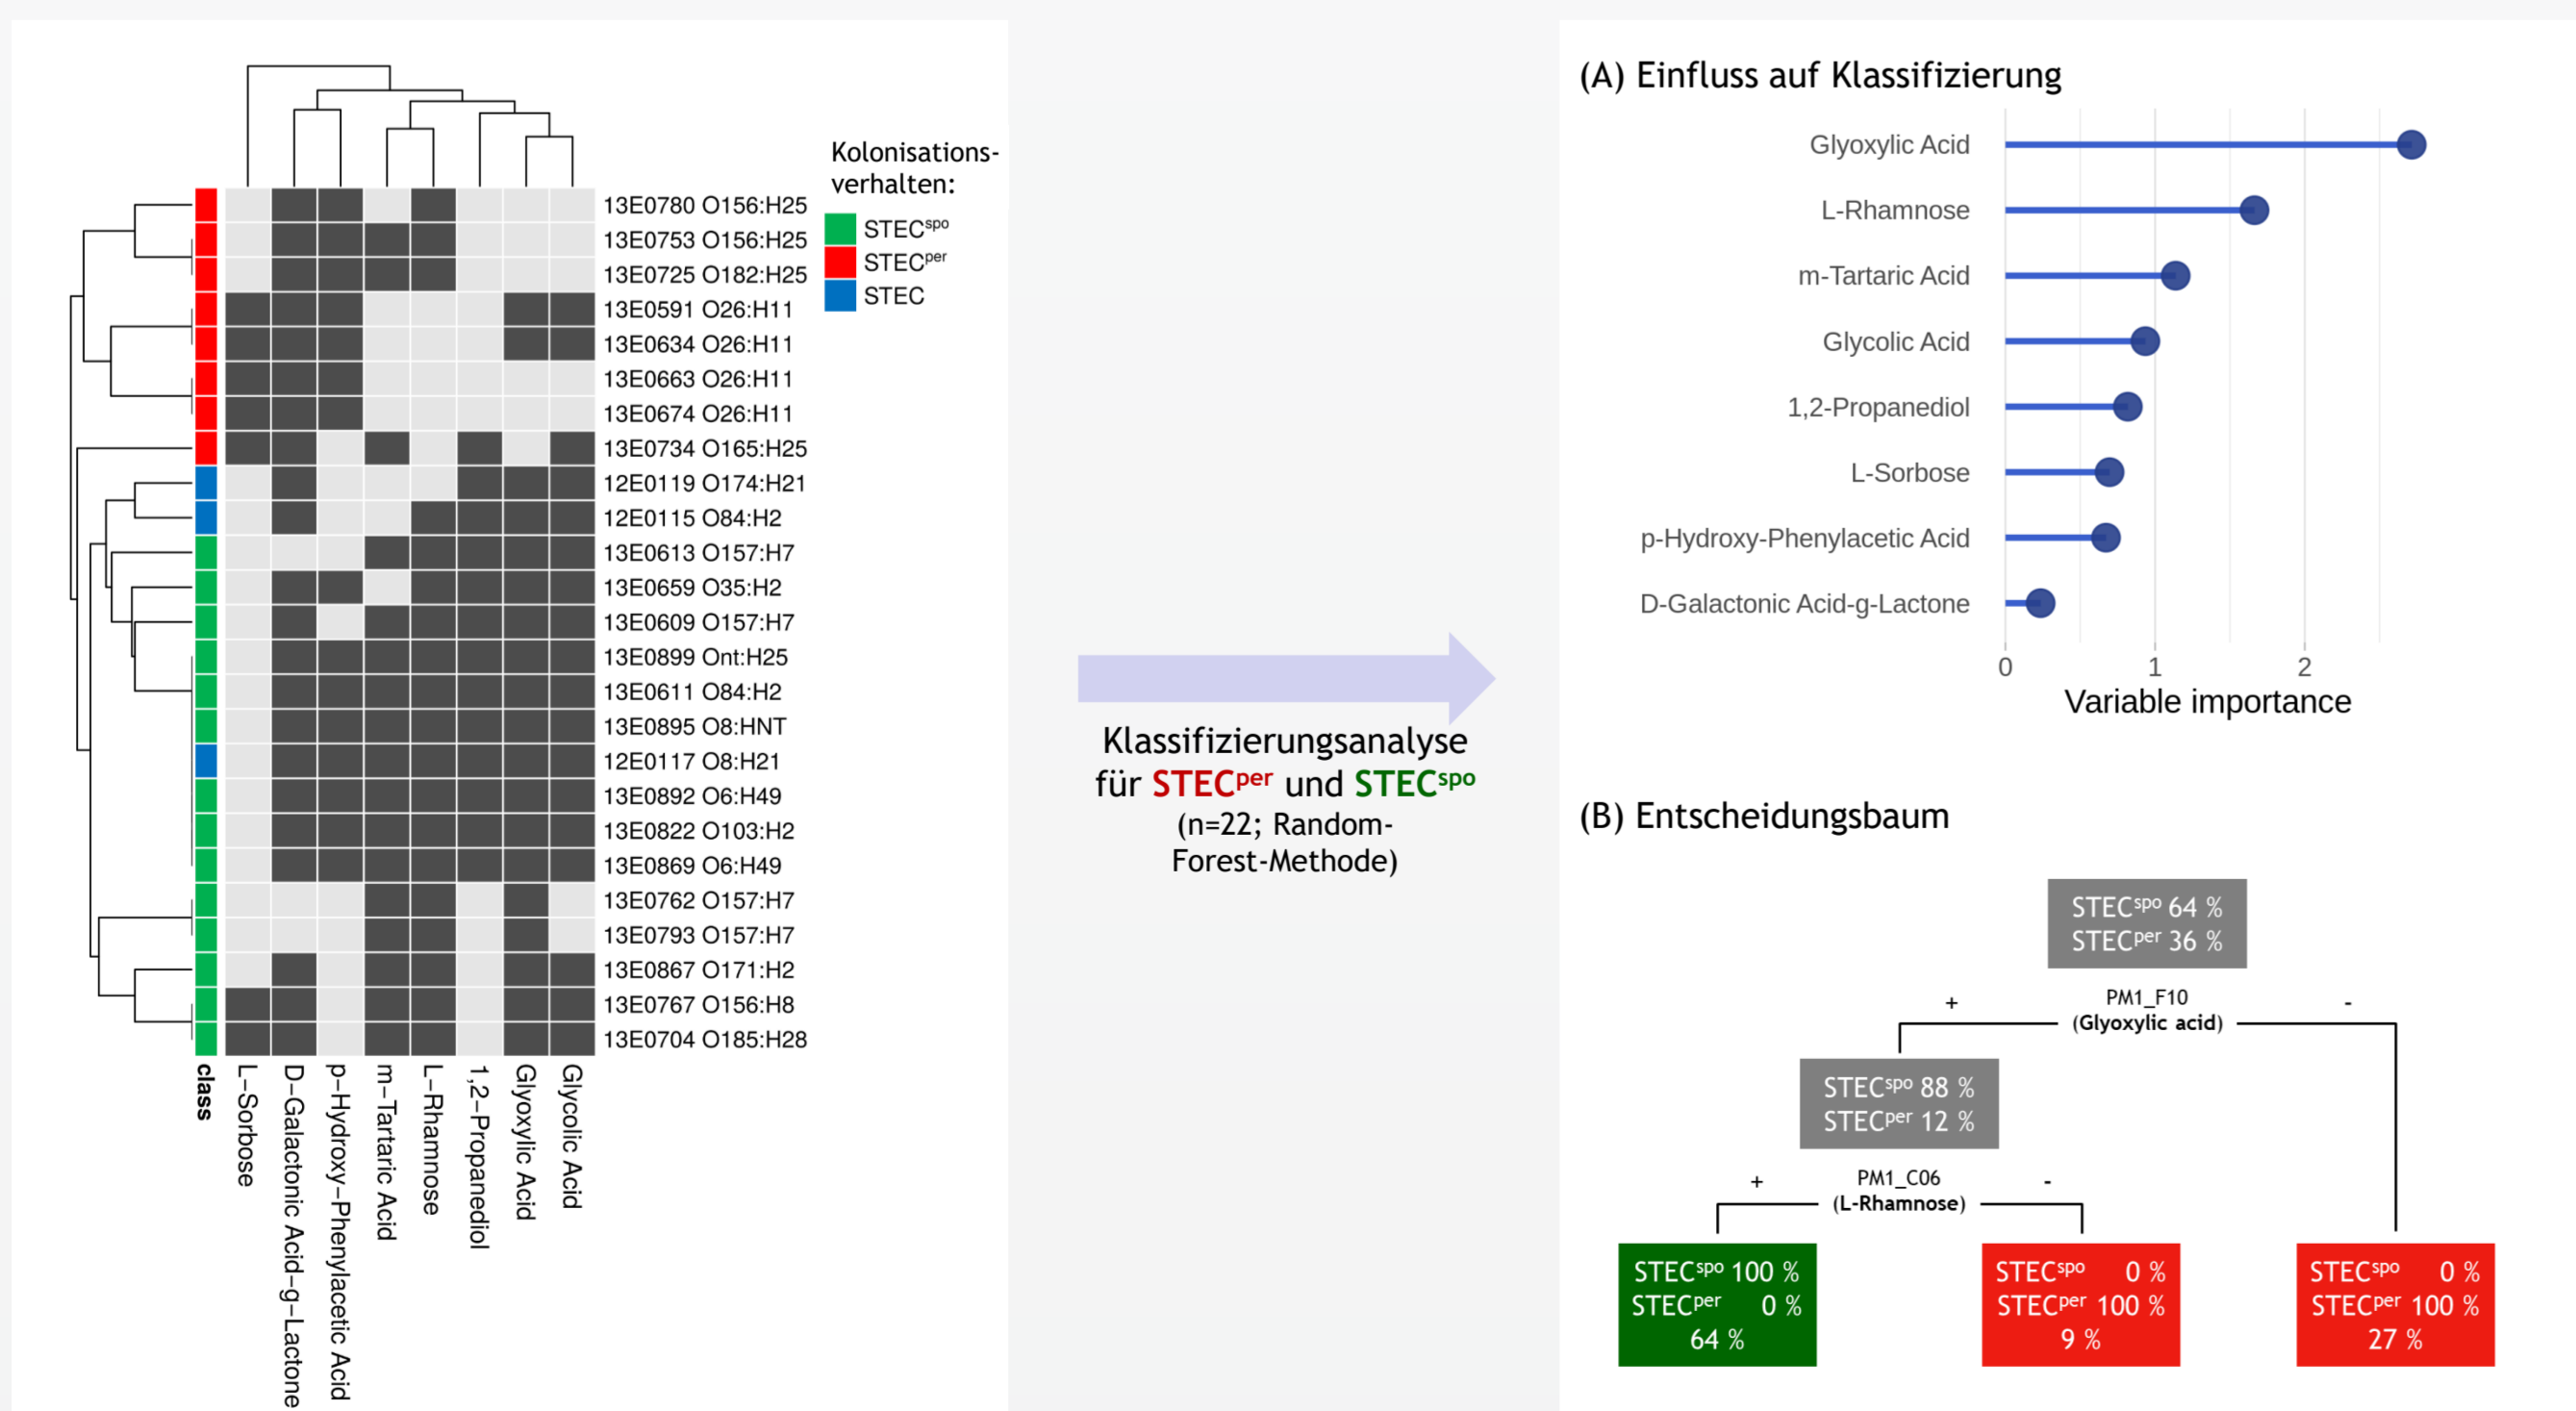 Kolonisations-
verhalten:
STECspo
STECper
STEC
13E0780 O156:H25
13E0753 O156:H25
13E0725 O182:H25
13E0591 O26:H11
13E0634 O26:H11
13E0663 O26:H11
13E0674 O26:H11
13E0734 O165:H25
12E0119 O174:H21
12E0115 O84:H2
13E0613 O157:H7
13E0659 O35:H2
13E0609 O157:H7
13E0899 Ont:H25
13E0611 O84:H2
13E0895 O8:HNT
12E0117 O8:H21
13E0892 O6:H49
13E0822 O103:H2
13E0869 O6:H49
13E0762 O157:H7
13E0793 O157:H7
13E0867 O171:H2
13E0767 O156:H8
13E0704 O185:H28
class
L−Sorbose
D−Galactonic Acid−g−Lactone
p−Hydroxy−Phenylacetic Acid
m−Tartaric Acid
L−Rhamnose
1,2−Propanediol
Glyoxylic Acid
Glycolic Acid
Klassifizierungsanalyse
für STECper und STECspo
(n=22; Random-
Forest-Methode)
(A) Einfluss auf Klassifizierung
Glyoxylic Acid
L-Rhamnose
m-Tartaric Acid
Glycolic Acid
1,2-Propanediol
L-Sorbose
p-Hydroxy-Phenylacetic Acid
D-Galactonic Acid-g-Lactone
0 1 2
Variable importance
(B) Entscheidungsbaum
STECspo 64 %
STECper 36 %
+ PM1_F10 -
(Glyoxylic acid)
STECspo 88 %
STECper 12 %
+ PM1_C06 -
(L-Rhamnose)
STECspo 100 %
STECper 0 %
64 %
STECspo 0 %
STECper 100 %
9 %
STECspo 0 %
STECper 100 %
27 %